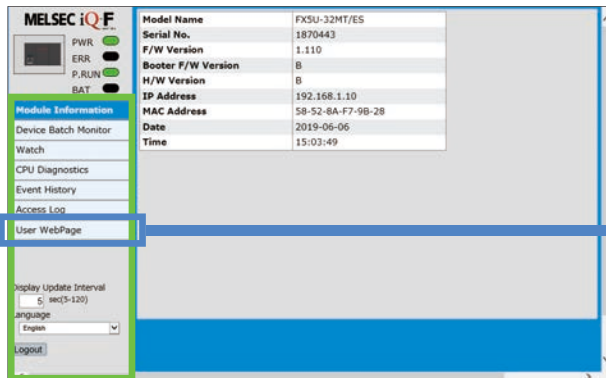 MELSEC iQ-F
PWR
ERR
P.RUN
BAT
Module Information
Device Batch Monitor
Watch
CPU Diagnostics
Event History
Access Log
User WebPage
Display Update Interval
5 sec(5-120)
Language
English
Logout
Model Name FX5U-32MT/ES
Serial No. 1870443
F/W Version 1.110
Booter F/W Version B
H/W Version B
IP Address 192.168.1.10
MAC Address 58-52-8A-F7-9B-28
Date 2019-06-06
Time 15:03:49